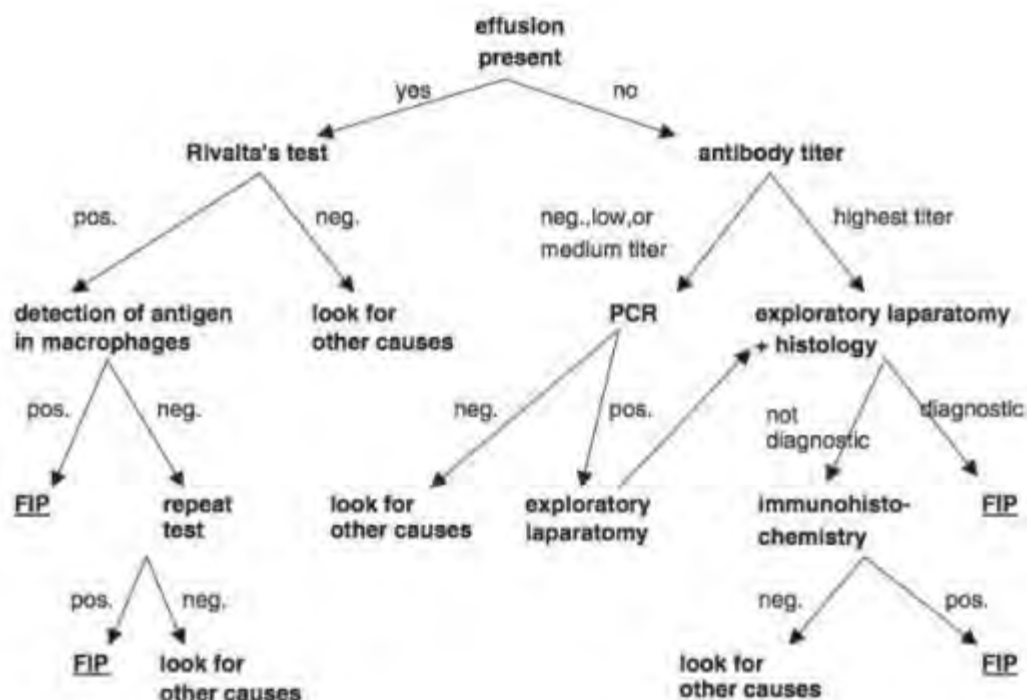 effusion
present
yes
no
Rivalta's test
antibody titer
pos.
neg.
neg.,low,or
medium titer
highest titer
detection of antigen
in macrophages
look for
other causes
PCR
exploratory laparatomy
+ histology
pos.
neg.
neg.
pos.
not
diagnostic
diagnostic
FIP
repeat
test
look for
other causes
exploratory
laparatomy
immunohisto-
chemistry
FIP
pos.
neg.
neg.
pos.
FIP
look for
other causes
look for
other causes
FIP